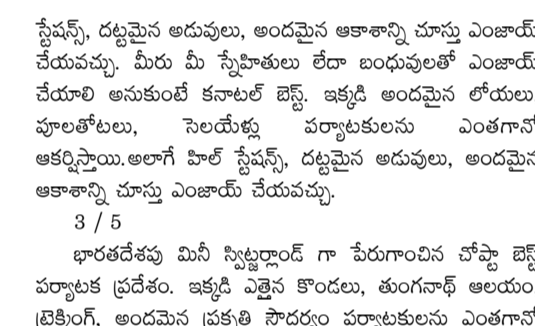 స్టేషన్స్, దట్టమైన అడువులు, అందమైన ఆకాశాన్ని చూస్తు ఎంజాయ్
చేయవచ్చు. మీరు మీ స్నేహితులు లేదా బంధువులతో ఎంజాయ్
చేయాలి అనుకుంటే కనాటల్ బెస్ట్. ఇక్కడి అందమైన లోయలు
పూలతోటలు, సెలయేళ్లు పర్యాటకులను ఎంతగానో
ఆకర్షిస్తాయి.అలాగే హిల్ స్టేషన్స్, దట్టమైన అడువులు, అందమైన
ఆకాశాన్ని చూస్తు ఎంజాయ్ చేయవచ్చు.
3 / 5
భారతదేశపు మినీ స్విట్జర్లాండ్ గా పేరుగాంచిన చోప్టా బెస్ట్
పర్యాటక ప్రదేశం. ఇక్కడి ఎత్తైన కొండలు, తుంగనాథ్ ఆలయం
ట్రెక్కింగ్, అందమైన ప్రకృతి సౌదర్యం పర్యాటకులను ఎంతగానో